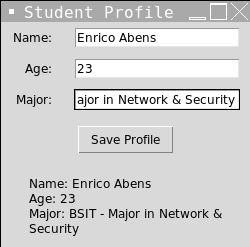 Student Profile
Name: Enrico Abens
Age: 23
Major: ajor in Network & Security
Save Profile
Name: Enrico Abens
Age: 23
Major: BSIT - Major in Network &
Security